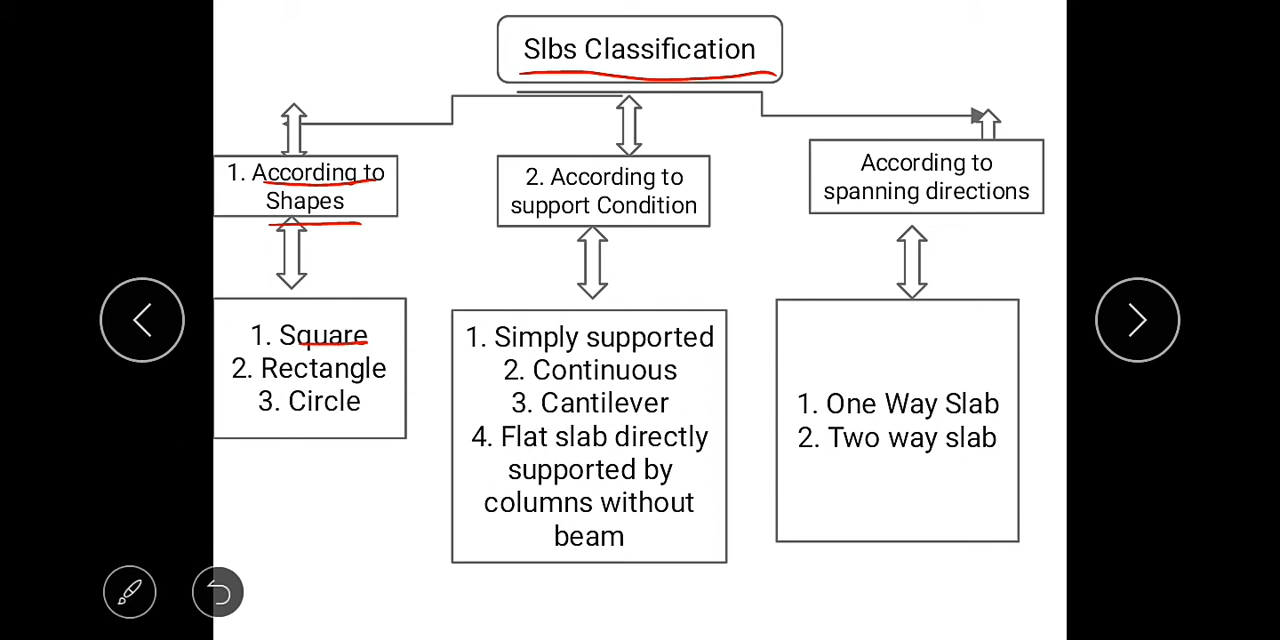 Slbs Classification
1. According to
Shapes
2. According to
support Condition
According to
spanning directions
1. Square
2. Rectangle
3. Circle
1. Simply supported
2. Continuous
3. Cantilever
4. Flat slab directly
supported by
columns without
beam
1. One Way Slab
2. Two way slab